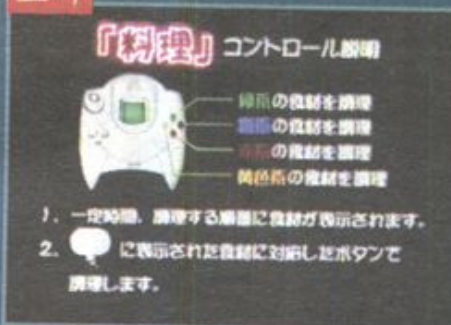 「料理」コントロール説明
緑系の食材を調理
青系の食材を調理
赤系の食材を調理
黄色系の食材を調理
1. 一定時間、調理する順番に食材が表示されます。
2. に表示された食材に対応したボタンで
調理します。